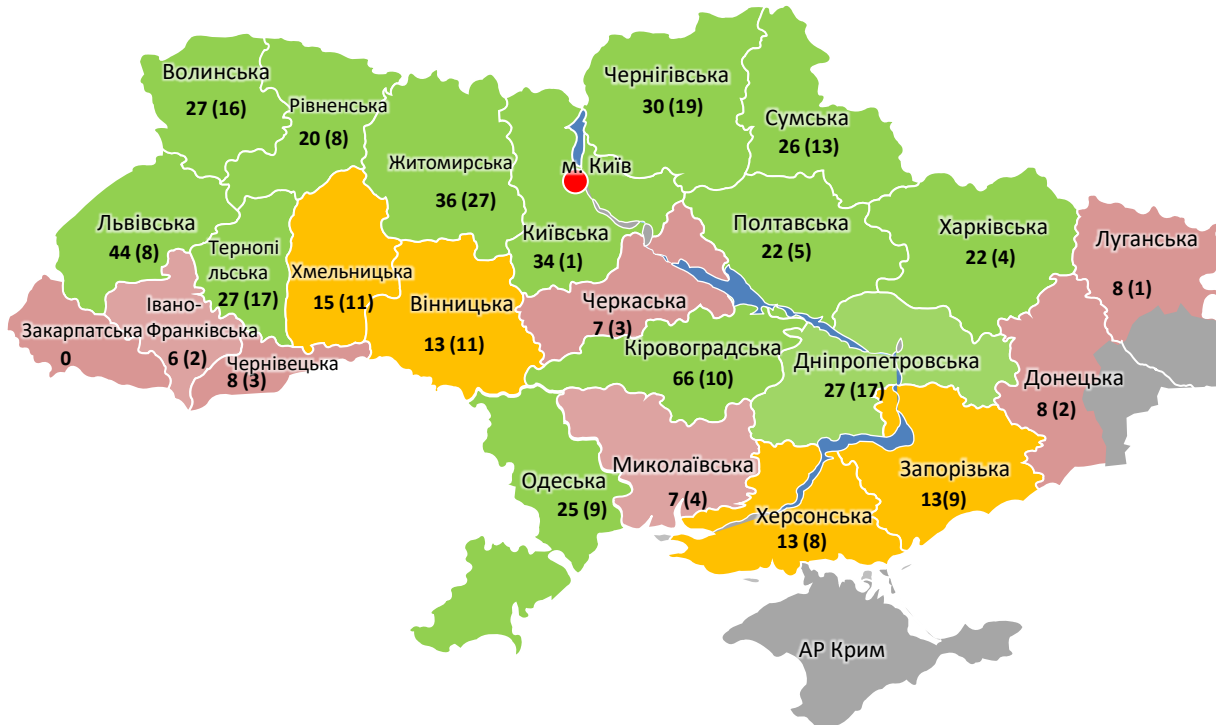 Волинська
27 (16)
Рівненська
20 (8)
Житомирська
36 (27)
м. Київ
Київська
34 (1)
Чернігівська
30 (19)
Сумська
26 (13)
Львівська
44 (8)
Тернопі
льська
27 (17)
Хмельницька
15 (11)
Вінницька
13 (11)
Черкаська
7 (3)
Полтавська
22 (5)
Харківська
22 (4)
Луганська
8 (1)
Закарпатська
0
Івано-
Франківська
6 (2)
Чернівецька
8 (3)
Кіровоградська
66 (10)
Дніпропетровська
27 (17)
Донецька
8 (2)
Одеська
25 (9)
Миколаївська
7 (4)
Херсонська
13 (8)
Запорізька
13(9)
АР Крим